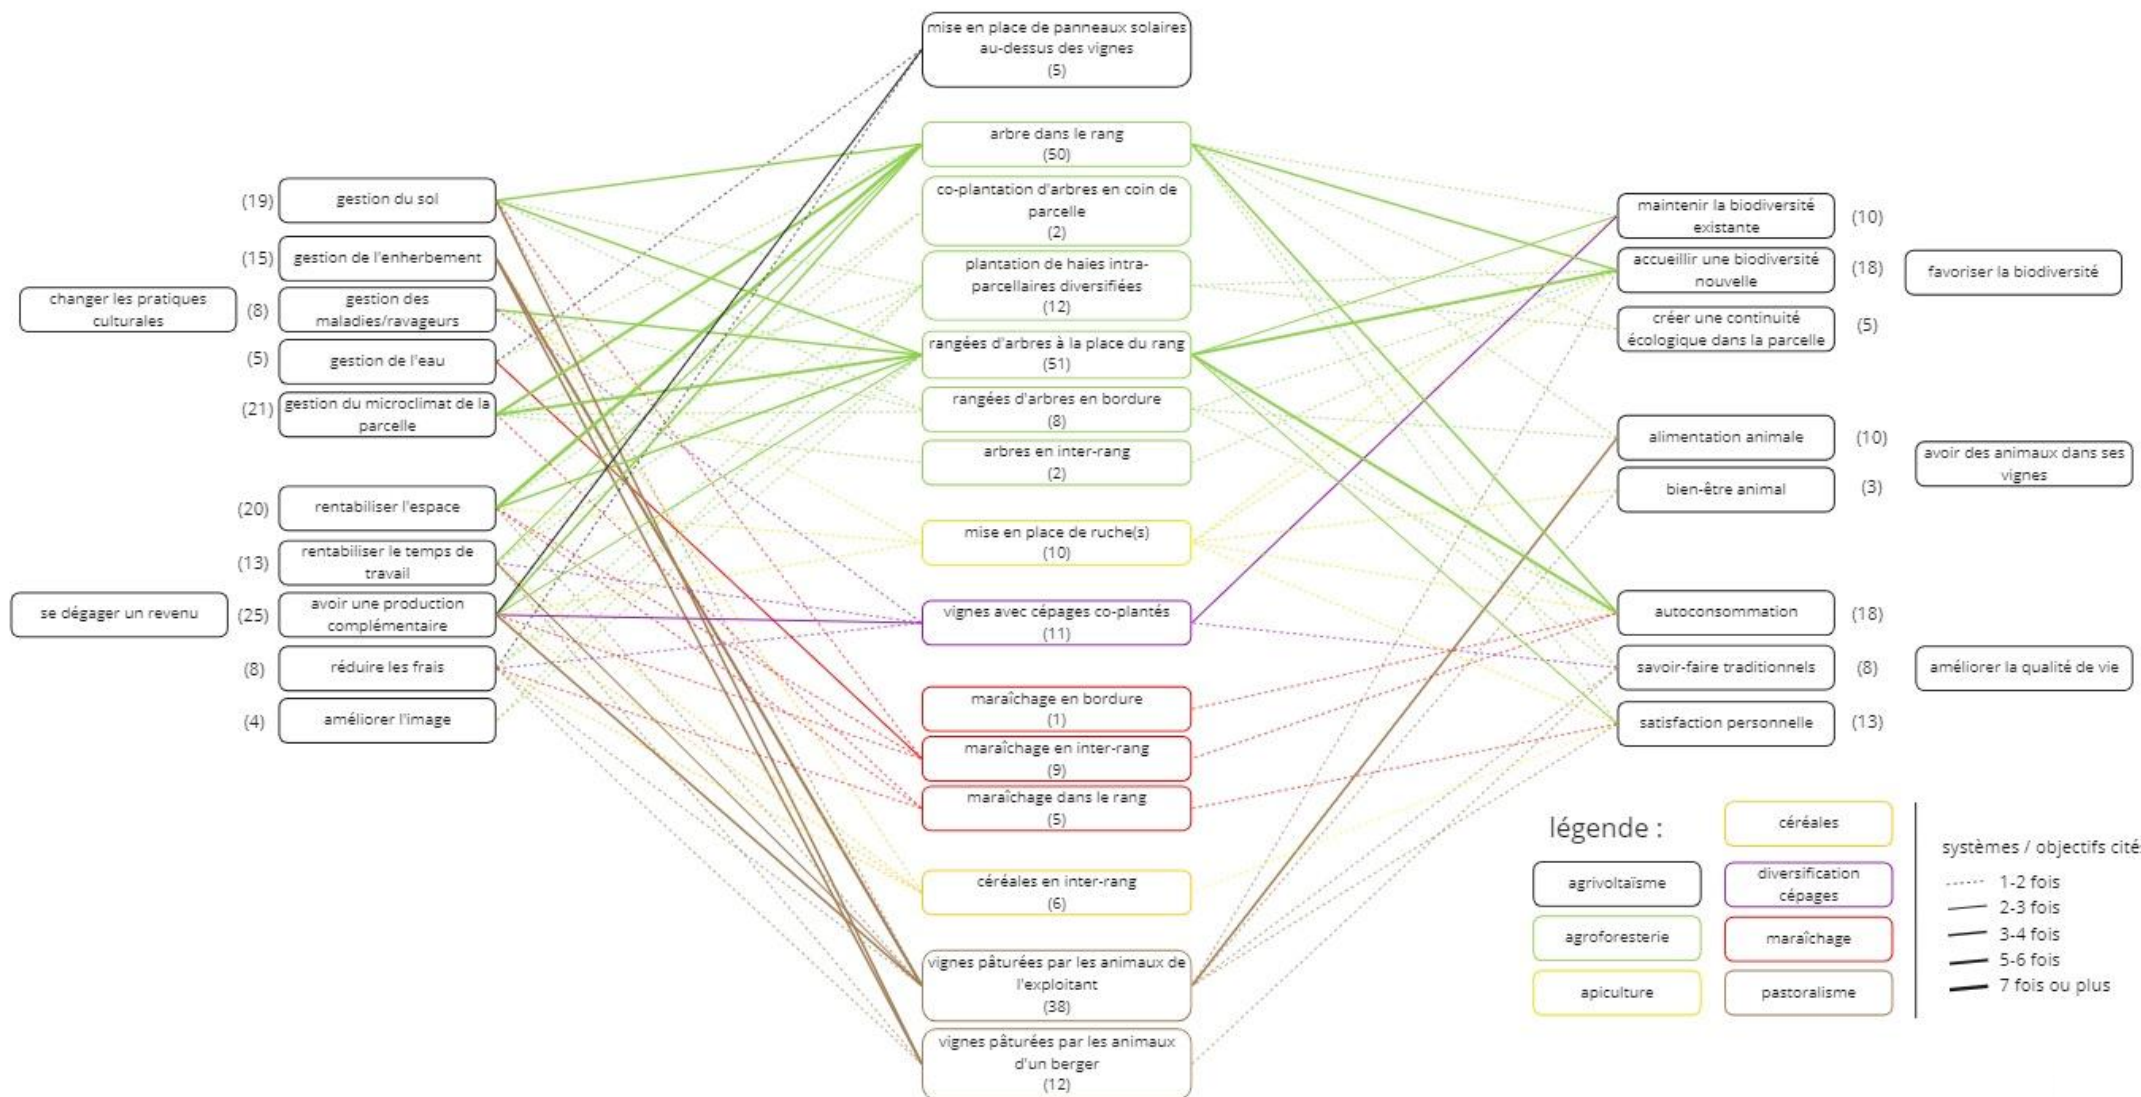 changer les pratiques
culturales
(19)
gestion du sol
(15)
gestion de l'enherbement
(8)
gestion des
maladies/ravageurs
(5)
gestion de l'eau
(21)
gestion du microclimat de la
parcelle
se dégager un revenu
(20)
rentabiliser l'espace
(13)
rentabiliser le temps de
travail
(25)
avoir une production
complémentaire
(8)
réduire les frais
(4)
améliorer l'image
mise en place de panneaux solaires
au-dessus des vignes
(5)
arbre dans le rang
(50)
co-plantation d'arbres en coin de
parcelle
(2)
plantation de haies intra-
parcellaires diversifiées
(12)
rangées d'arbres à la place du rang
(51)
rangées d'arbres en bordure
(8)
arbres en inter-rang
(2)
mise en place de ruche(s)
(10)
vignes avec cépages co-plantés
(11)
maraîchage en bordure
(1)
maraîchage en inter-rang
(9)
maraîchage dans le rang
(5)
céréales en inter-rang
(6)
vignes pâturées par les animaux de
l'exploitant
(38)
vignes pâturées par les animaux
d'un berger
(12)
maintenir la biodiversité
existante
(10)
accueillir une biodiversité
nouvelle
(18)
créer une continuité
écologique dans la parcelle
(5)
favoriser la biodiversité
alimentation animale
(10)
bien-être animal
(3)
avoir des animaux dans ses
vignes
autoconsommation
(18)
savoir-faire traditionnels
(8)
satisfaction personnelle
(13)
améliorer la qualité de vie
légende :
agrivoltaïsme
agroforesterie
apiculture
céréales
diversification
cépages
maraîchage
pastoralisme
systèmes / objectifs cité
1-2 fois
2-3 fois
3-4 fois
5-6 fois
7 fois ou plus